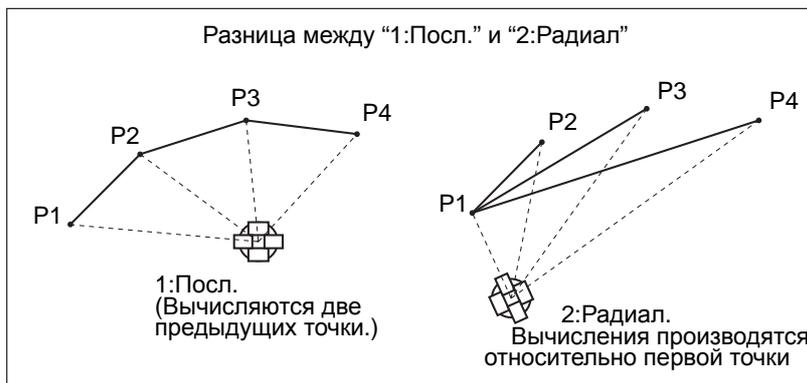 Разница между “1:Посл.” и “2:Радиал”
P1
P2
P3
P4
1:Посл.
(Вычисляются две
предыдущих точки.)
P1
P2
P3
P4
2:Радиал.
Вычисления производятся
относительно первой точки